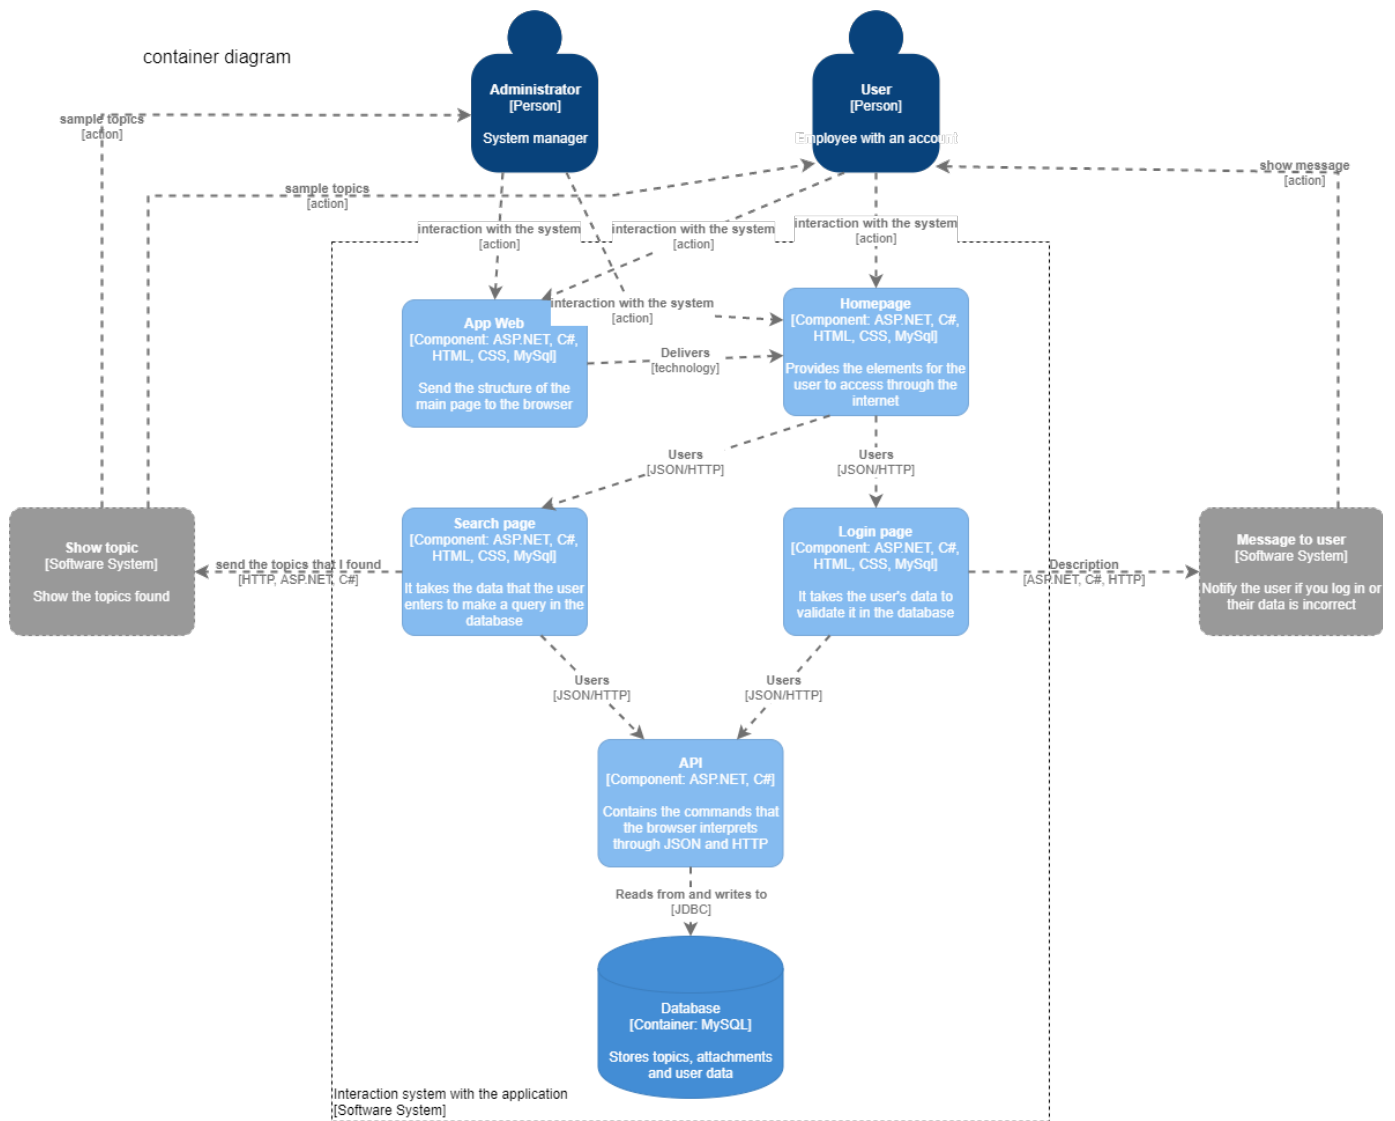 container diagram
Administrator
[Person]
System manager
User
[Person]
Employee with an account
sample topics
[action]
sample topics
[action]
show message
[action]
interaction with the system
[action]
interaction with the system
[action]
interaction with the system
[action]
interaction with the system
[action]
App Web
[Component: ASP.NET, C#,
HTML, CSS, MySql]
Send the structure of the
main page to the browser
Delivers
[technology]
Homepage
[Component: ASP.NET, C#,
HTML, CSS, MySql]
Provides the elements for the
user to access through the
internet
Users
[JSON/HTTP]
Users
[JSON/HTTP]
Show topic
[Software System]
Show the topics found
send the topics that I found
[HTTP, ASP.NET, C#]
Search page
[Component: ASP.NET, C#,
HTML, CSS, MySql]
It takes the data that the user
enters to make a query in the
database
Login page
[Component: ASP.NET, C#,
HTML, CSS, MySql]
It takes the user's data to
validate it in the database
Description
[ASP.NET, C#, HTTP]
Message to user
[Software System]
Notify the user if you log in or
their data is incorrect
Users
[JSON/HTTP]
Users
[JSON/HTTP]
API
[Component: ASP.NET, C#]
Contains the commands that
the browser interprets
through JSON and HTTP
Reads from and writes to
[JDBC]
Database
[Container: MySQL]
Stores topics, attachments
and user data
Interaction system with the application
[Software System]